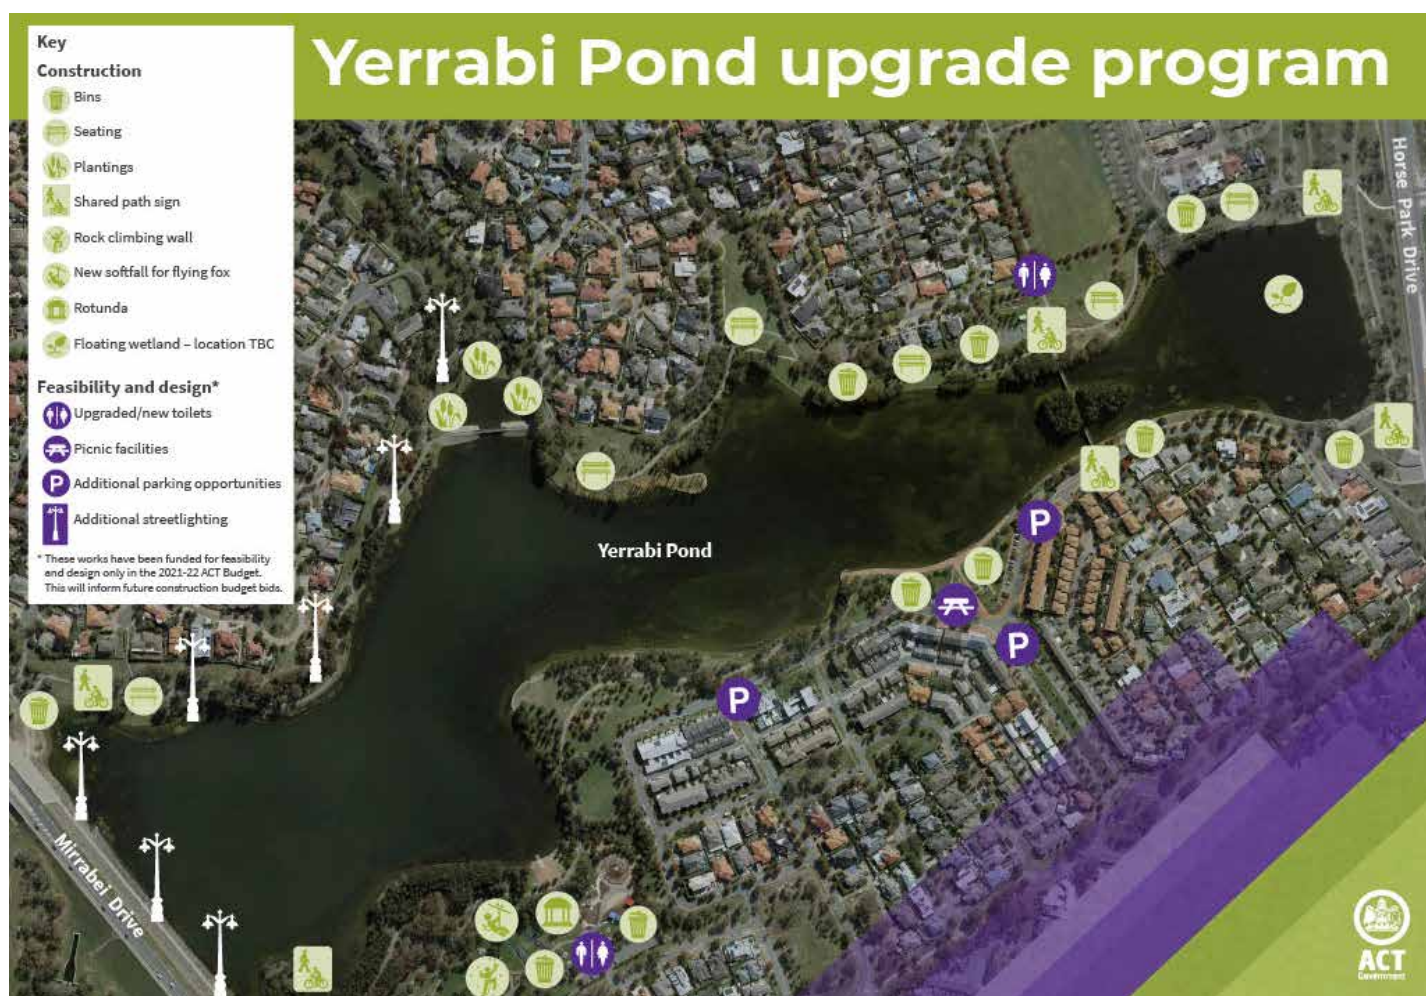 Yerrabi Pond upgrade program
Key
Construction
Bins
Seating
Plantings
Shared path sign
Rock climbing wall
New softfall for flying fox
Rotunda
Floating wetland – location TBC
Feasibility and design*
Upgraded/new toilets
Picnic facilities
P Additional parking opportunities
Additional streetlighting
* These works have been funded for feasibility
and design only in the 2021-22 ACT Budget.
This will inform future construction budget bids.
Horse Park Drive
P
Yerrabi Pond
P
P
Mirrabei Drive
ACT
Government